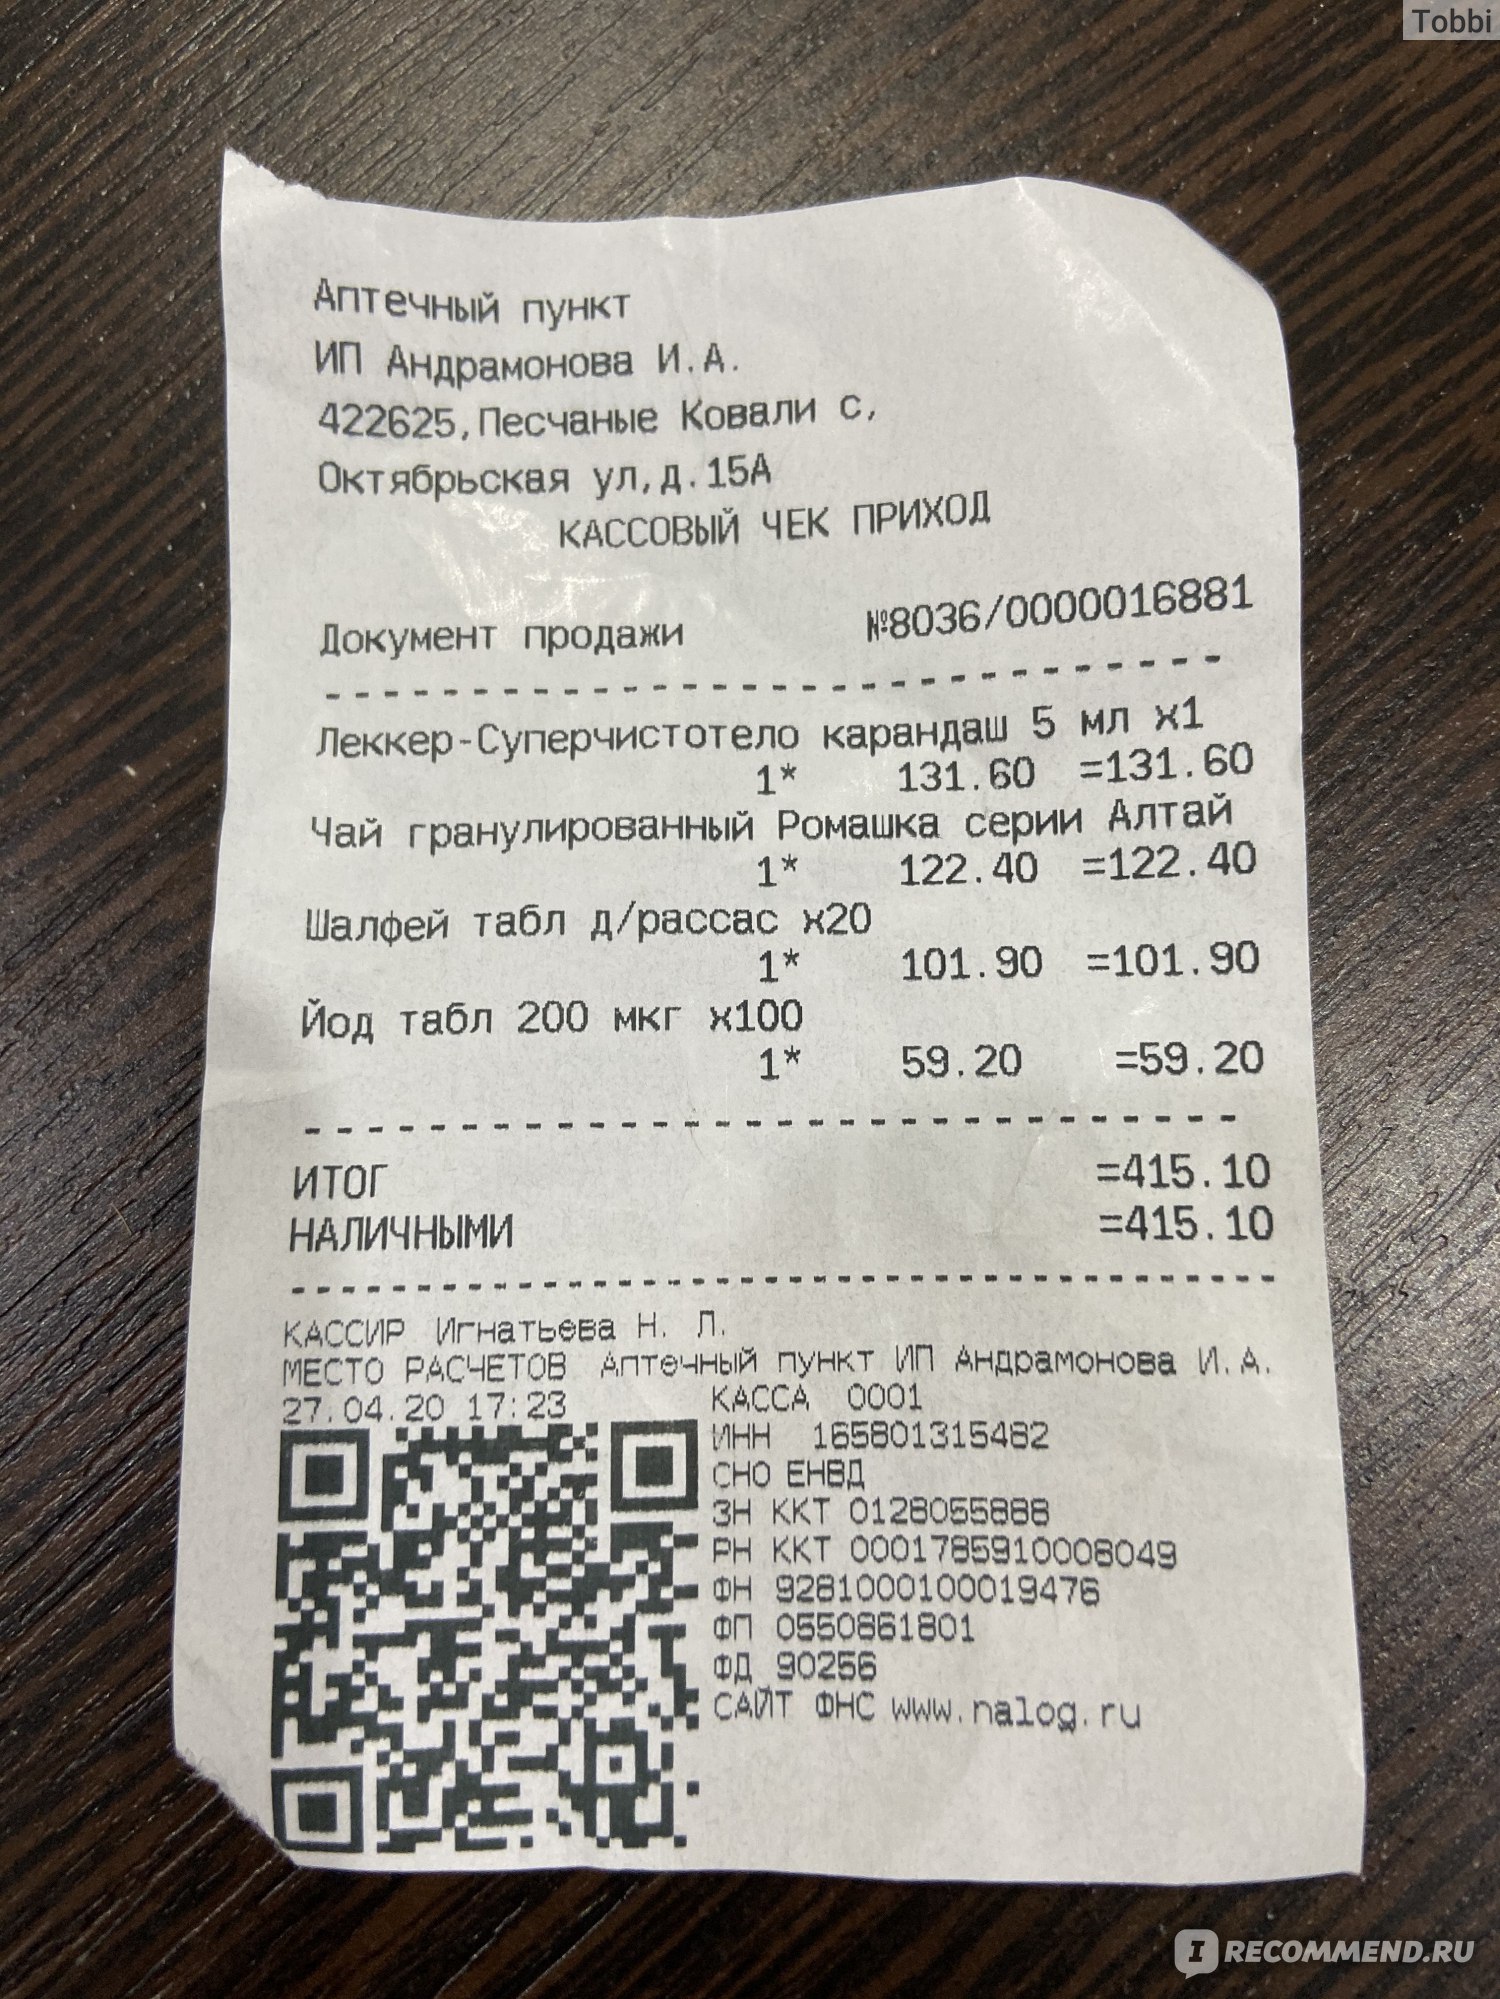 Tobbi
Аптечный пункт
ИП Андрамонова И.А.
422625,Песчаные Ковали с,
Октябрьская ул,д.15А
КАССОВЫЙ ЧЕК ПРИХОД
Документ продажи №8036/0000016881
Леккер-Суперчистотело карандаш 5 мл x1
1* 131.60 =131.60
Чай гранулированный Ромашка серии Алтай
1* 122.40 =122.40
Шалфей табл д/рассас x20
1* 101.90 =101.90
Йод табл 200 мкг x100
1* 59.20 =59.20
ИТОГ =415.10
НАЛИЧНЫМИ =415.10
КАССИР Игнатьева Н. Л.
МЕСТО РАСЧЕТОВ Аптечный пункт ИП Андрамонова И.А.
27.04.20 17:23 КАССА 0001
ИНН 165801315482
СНО ЕНВД
ЗН ККТ 0128055888
РН ККТ 0001785910008049
ФН 9281000100019476
ФП 0550861801
ФД 90256
САЙТ ФНС www.nalog.ru
I RECOMMEND.RU